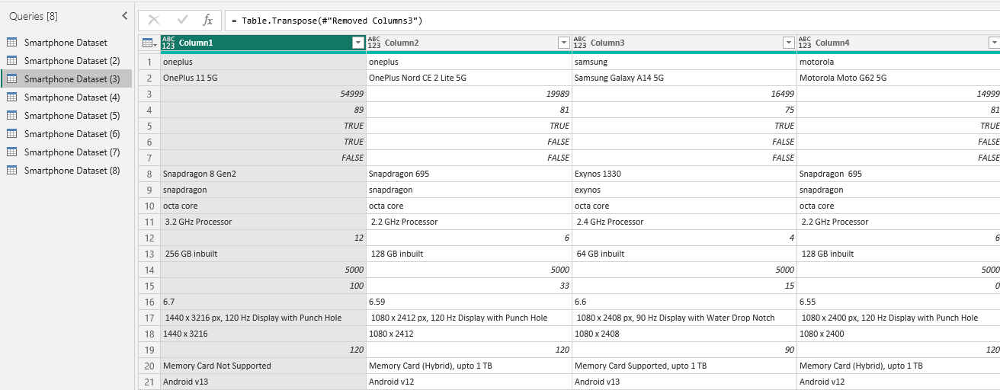 Queries [8]
= Table.Transpose(#"Removed Columns3")
Smartphone Dataset
Smartphone Dataset (2)
Smartphone Dataset (3)
Smartphone Dataset (4)
Smartphone Dataset (5)
Smartphone Dataset (6)
Smartphone Dataset (7)
Smartphone Dataset (8)
ABC 123 Column1 ABC 123 Column2 ABC 123 Column3 ABC 123 Column4
1 oneplus oneplus samsung motorola
2 OnePlus 11 5G OnePlus Nord CE 2 Lite 5G Samsung Galaxy A14 5G Motorola Moto G62 5G
3 54999 19989 16499 14999
4 89 81 75 81
5 TRUE TRUE TRUE TRUE
6 TRUE FALSE FALSE FALSE
7 FALSE FALSE FALSE FALSE
8 Snapdragon 8 Gen2 Snapdragon 695 Exynos 1330 Snapdragon  695
9 snapdragon snapdragon exynos snapdragon
10 octa core octa core octa core octa core
11 3.2 GHz Processor 2.2 GHz Processor 2.4 GHz Processor 2.2 GHz Processor
12 12 6 4 6
13 256 GB inbuilt 128 GB inbuilt 64 GB inbuilt 128 GB inbuilt
14 5000 5000 5000 5000
15 100 33 15 0
16 6.7 6.59 6.6 6.55
17 1440 x 3216 px, 120 Hz Display with Punch Hole 1080 x 2412 px, 120 Hz Display with Punch Hole 1080 x 2408 px, 90 Hz Display with Water Drop Notch 1080 x 2400 px, 120 Hz Display with Punch Hole
18 1440 x 3216 1080 x 2412 1080 x 2408 1080 x 2400
19 120 120 90 120
20 Memory Card Not Supported Memory Card (Hybrid), upto 1 TB Memory Card Supported, upto 1 TB Memory Card (Hybrid), upto 1 TB
21 Android v13 Android v12 Android v13 Android v12